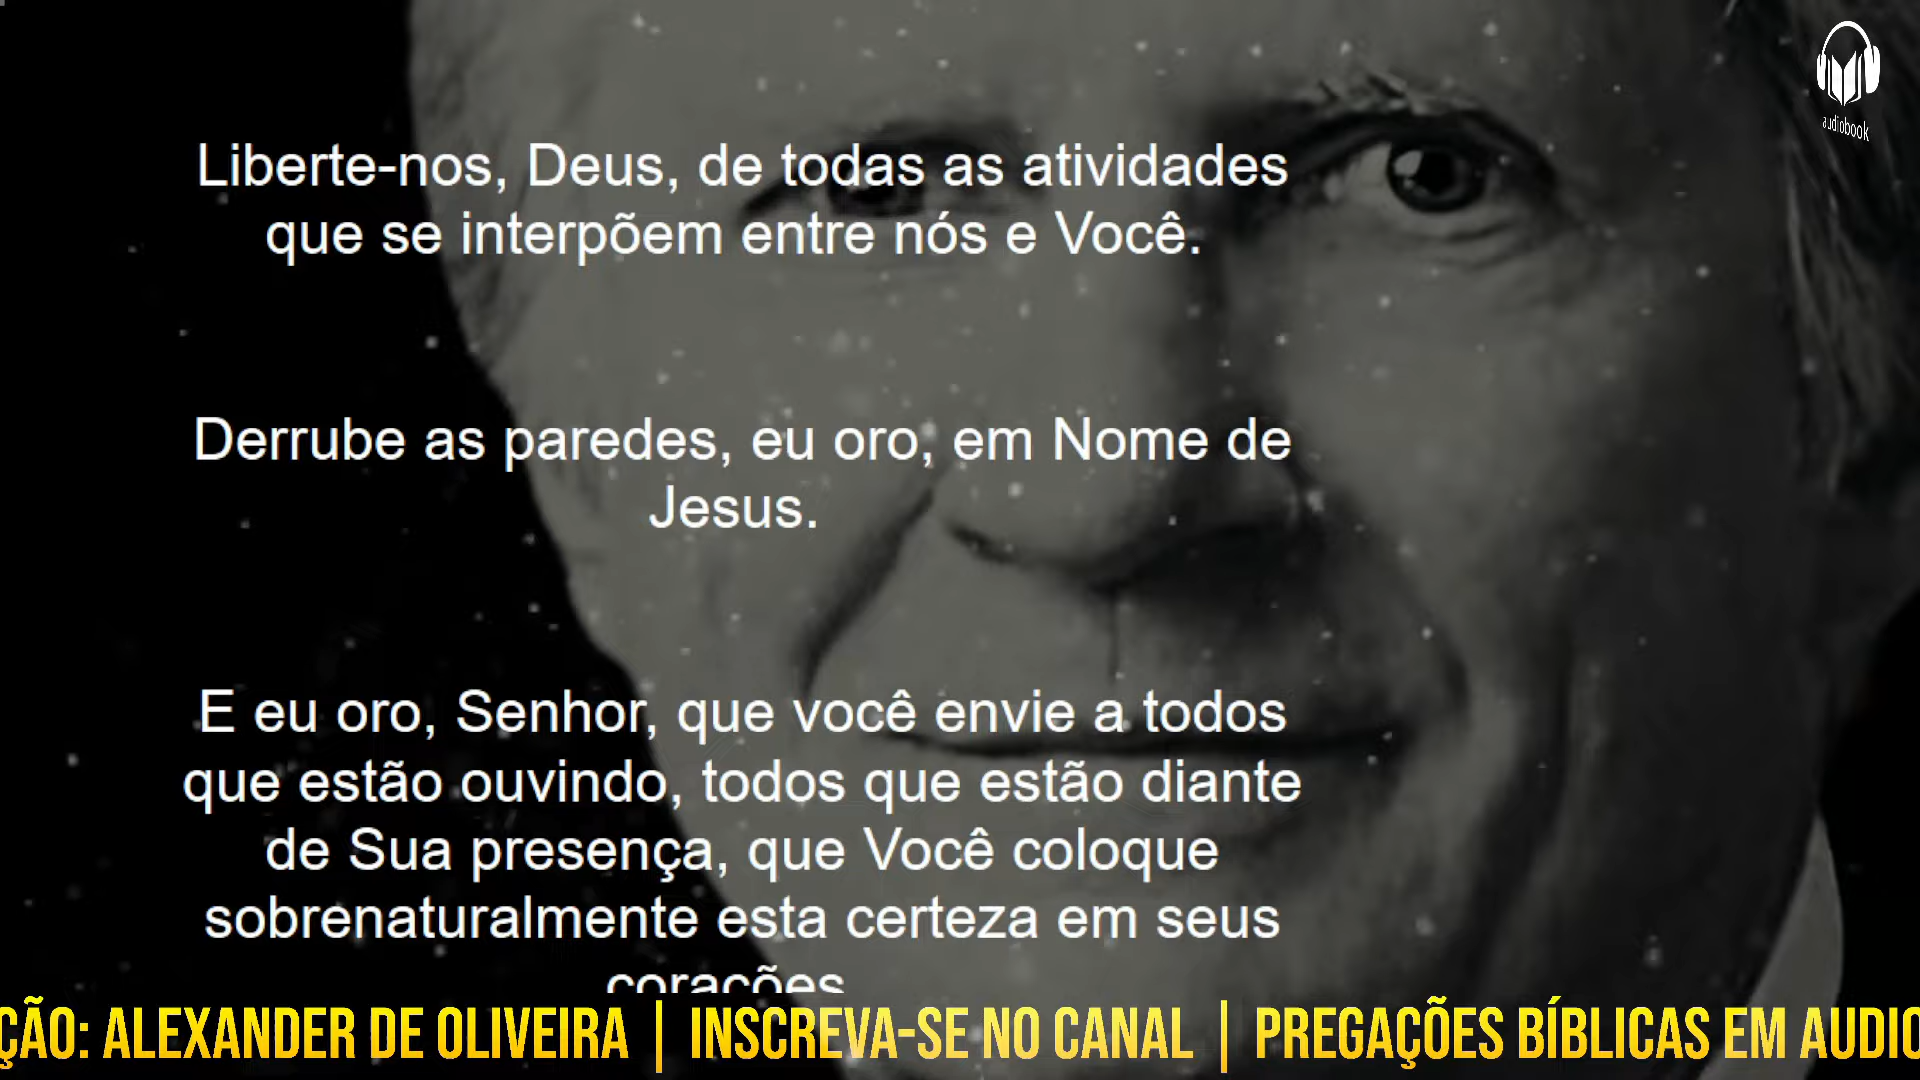 audiobook
Liberte-nos, Deus, de todas as atividades
que se interpõem entre nós e Você.
Derrube as paredes, eu oro, em Nome de
Jesus.
E eu oro, Senhor, que você envie a todos
que estão ouvindo, todos que estão diante
de Sua presença, que Você coloque
sobrenaturalmente esta certeza em seus
corações
ÇÃO: ALEXANDER DE OLIVEIRA | INSCREVA-SE NO CANAL | PREGAÇÕES BÍBLICAS EM AUDIO